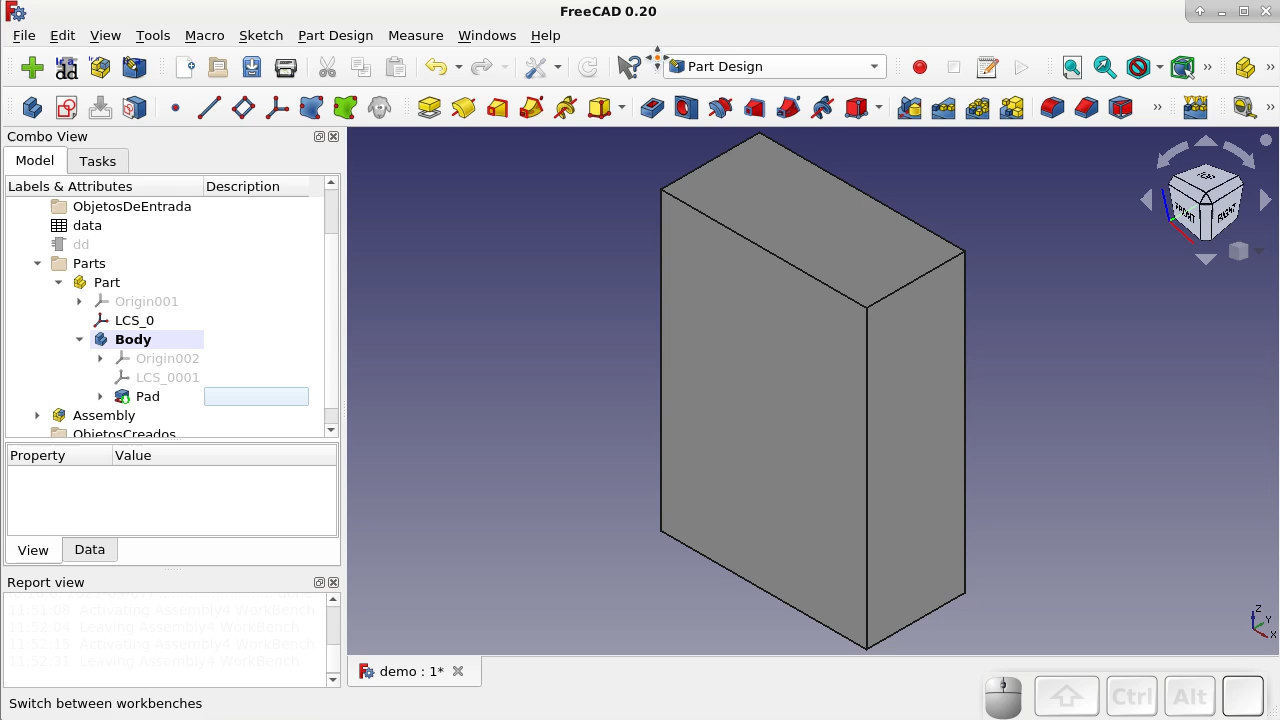 FreeCAD 0.20
File Edit View Tools Macro Sketch Part Design Measure Windows Help
dd
Part Design
Combo View
Model Tasks
Labels & Attributes Description
ObjetosDeEntrada
data
dd
Parts
Part
Origin001
LCS_0
Body
Origin002
LCS_0001
Pad
Assembly
ObjetosCreados
Property Value
View Data
Report view
11:51:08 Activating Assembly4 WorkBench
11:52:04 Leaving Assembly4 WorkBench
11:52:15 Activating Assembly4 WorkBench
11:52:31 Leaving Assembly4 WorkBench
FRONT RIGHT
Z
Y
X
demo : 1*
Ctrl Alt
Switch between workbenches